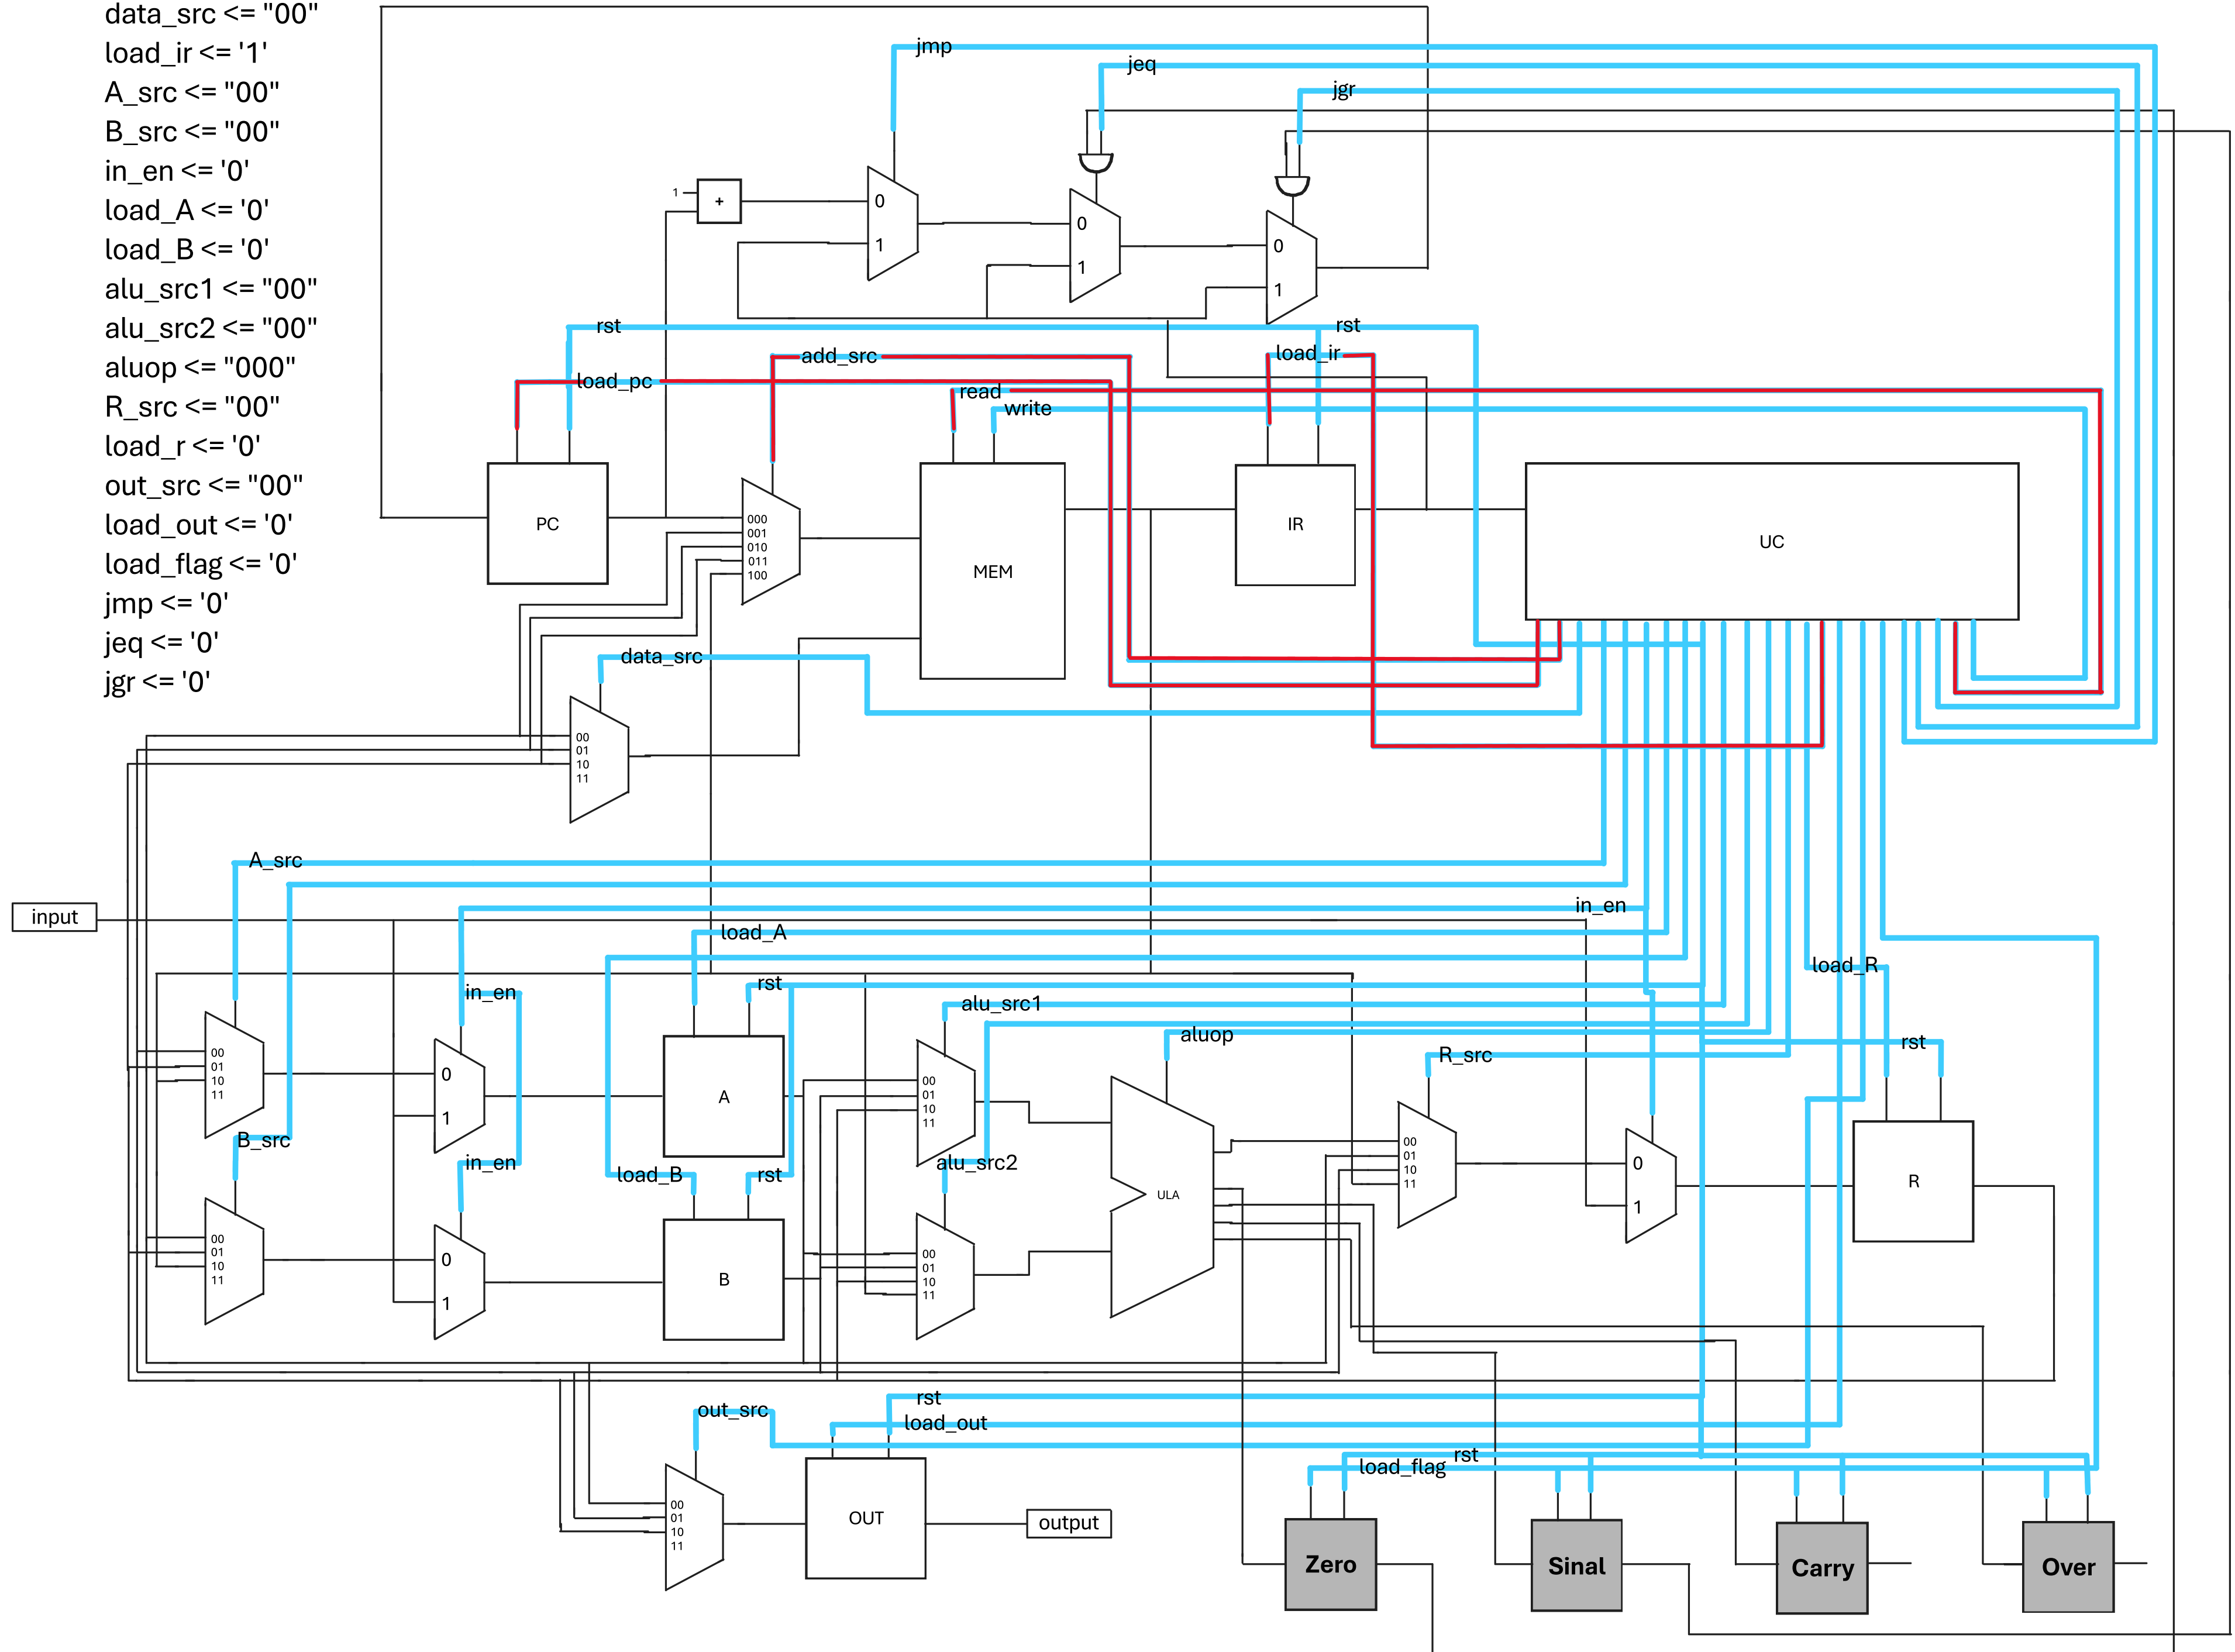 data_src <= "00"
load_ir <= '1'
A_src <= "00"
B_src <= "00"
in_en <= '0'
load_A <= '0'
load_B <= '0'
alu_src1 <= "00"
alu_src2 <= "00"
aluop <= "000"
R_src <= "00"
load_r <= '0'
out_src <= "00"
load_out <= '0'
load_flag <= '0'
jmp <= '0'
jeq <= '0'
jgr <= '0'
jmp
jeq
jgr
1
+
0
1
0
1
0
1
rst
rst
add_src
load_ir
load_pc
read
write
PC
000
001
010
011
100
MEM
IR
UC
data_src
00
01
10
11
A_src
input
in_en
load_A
load_R
in_en
rst
alu_src1
aluop
rst
R_src
00
01
10
11
0
1
A
00
01
10
11
B_src
in_en
load_B
rst
alu_src2
ULA
00
01
10
11
0
1
R
00
01
10
11
0
1
B
00
01
10
11
rst
out_src
load_out
rst
load_flag
00
01
10
11
OUT
output
Zero
Sinal
Carry
Over